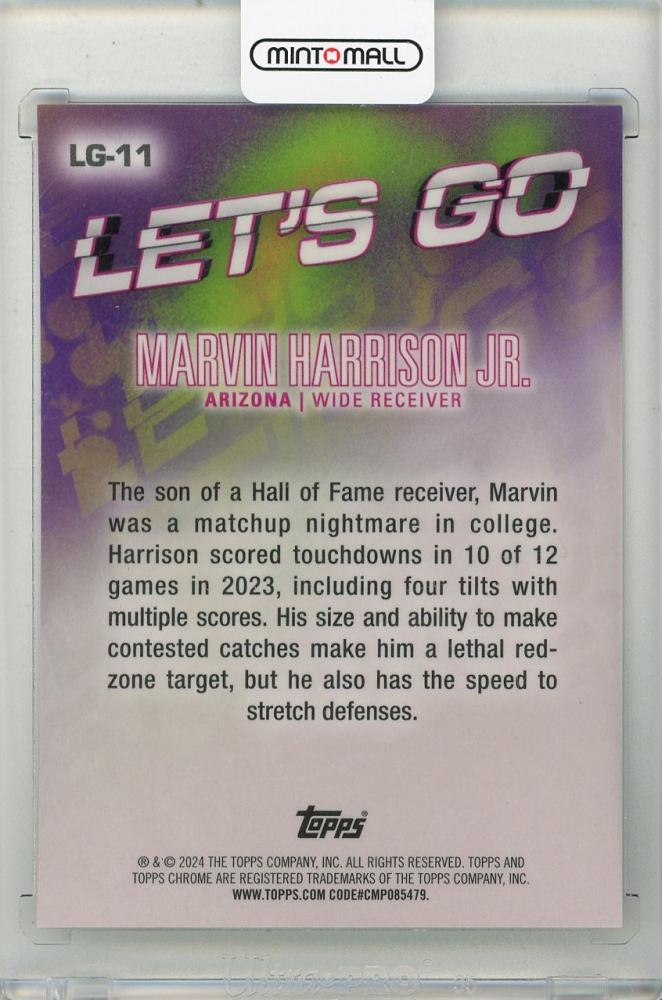 MINT MALL
LG-11
LET'S GO
MARVIN HARRISON JR.
ARIZONA | WIDE RECEIVER
The son of a Hall of Fame receiver, Marvin
was a matchup nightmare in college.
Harrison scored touchdowns in 10 of 12
games in 2023, including four tilts with
multiple scores. His size and ability to make
contested catches make him a lethal red-
zone target, but he also has the speed to
stretch defenses.
Topps®
® & © 2024 THE TOPPS COMPANY, INC. ALL RIGHTS RESERVED. TOPPS AND
TOPPS CHROME ARE REGISTERED TRADEMARKS OF THE TOPPS COMPANY, INC.
WWW.TOPPS.COM CODE#CMP085479.
Ultra PRO